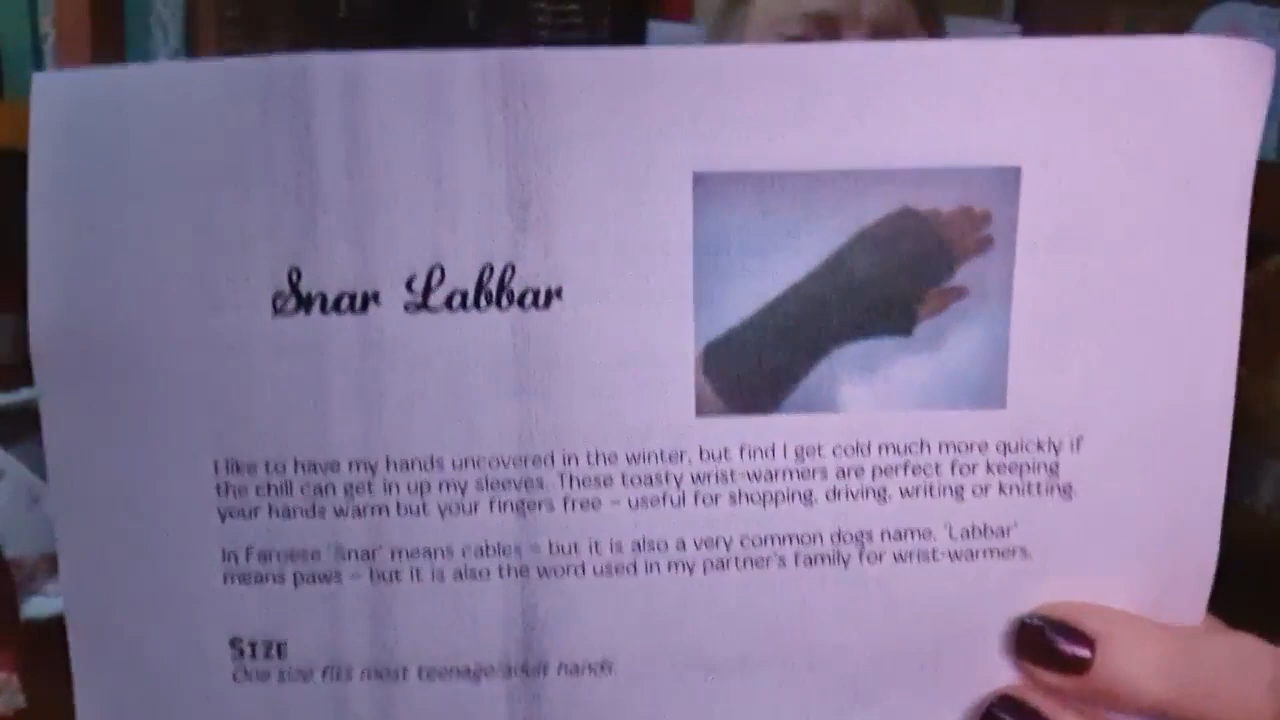 Snar Labbar
I like to have my hands uncovered in the winter, but find I get cold much more quickly if
the chill can get in up my sleeves. These toasty wrist-warmers are perfect for keeping
your hands warm but your fingers free – useful for shopping, driving, writing or knitting.
In Faroese 'Snar' means cables – but it is also a very common dogs name. 'Labbar'
means paws – but it is also the word used in my partner's family for wrist-warmers.
SIZE
One size fits most teenage/adult hands.